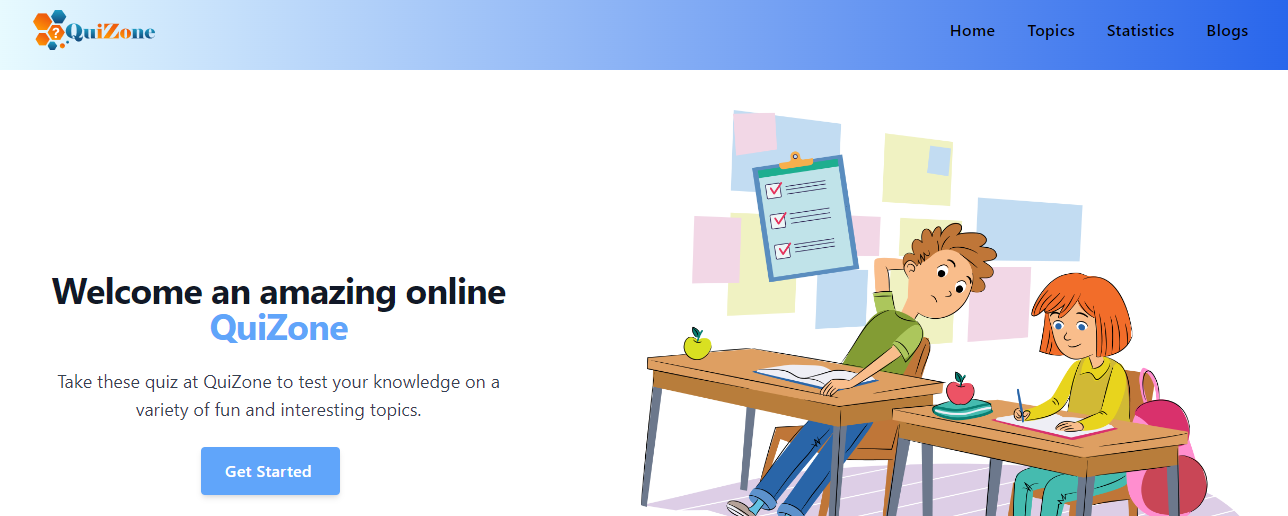 QuiZone
Home Topics Statistics Blogs
Welcome an amazing online
QuiZone
Take these quiz at QuiZone to test your knowledge on a
variety of fun and interesting topics.
Get Started